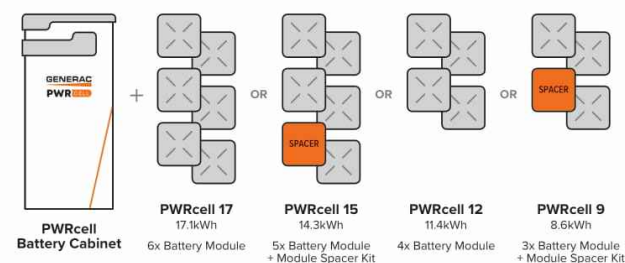 GENERAC
PWRCELL
+
OR
OR
OR
SPACER
SPACER
PWRcell
Battery Cabinet
PWRcell 17
17.1kWh
6x Battery Module
PWRcell 15
14.3kWh
5x Battery Module
+ Module Spacer Kit
PWRcell 12
11.4kWh
4x Battery Module
PWRcell 9
8.6kWh
3x Battery Module
+ Module Spacer Kit